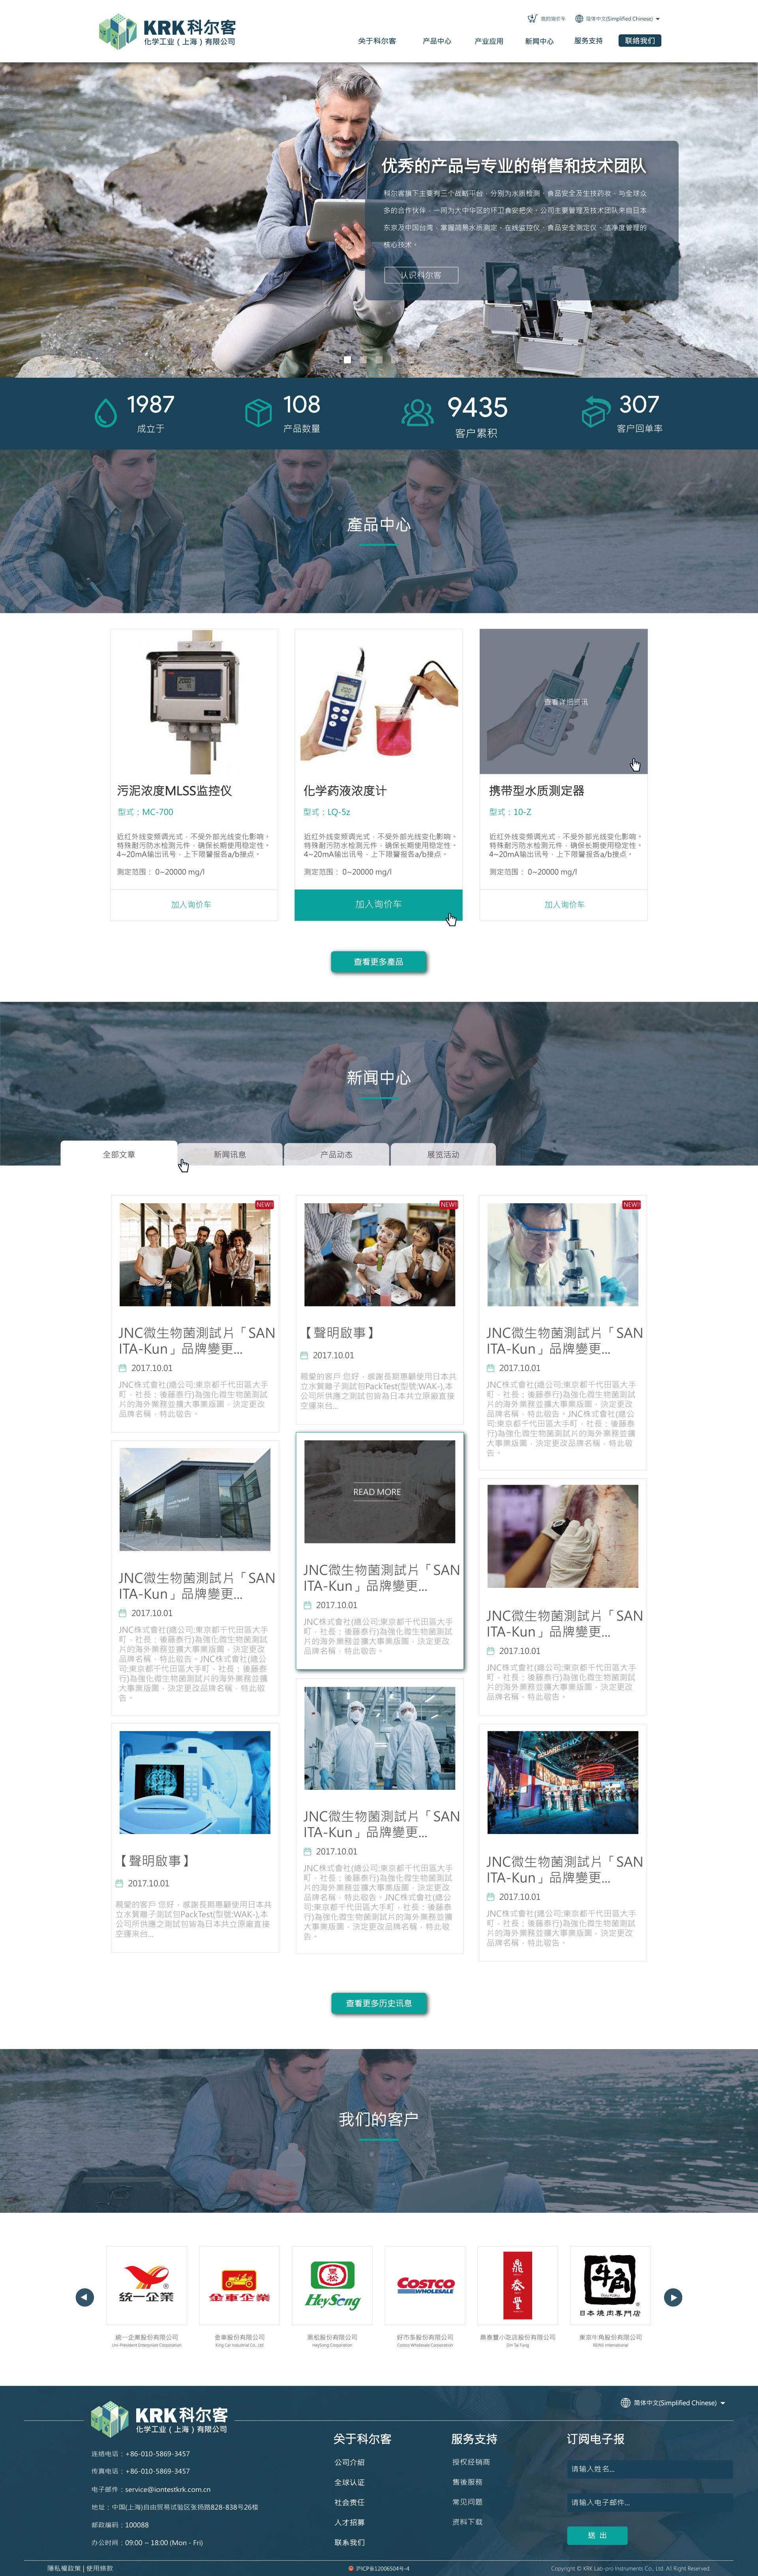 KRK科尔客
化学工业（上海）有限公司
我的询价车
简体中文(Simplified Chinese)
关于科尔客 产品中心 产业应用 新闻中心 服务支持 联络我们
优秀的产品与专业的销售和技术团队
科尔客旗下主要有三个战略平台，分别为水质检测、食品安全及生技药妆，与全球众
多的合作伙伴，一同为大中华区的环卫食安把关，公司主要管理及技术团队来自日本
东京及中国台湾，掌握简易水质测定、在线监控仪、食品安全测定仪、洁净度管理的
核心技术。
认识科尔客
1987
成立于
108
产品数量
9435
客户累积
307
客户回单率
產品中心
污泥浓度MLSS监控仪
型式：MC-700
近红外线变频调光式，不受外部光线变化影响。
特殊耐污防水检测元件，确保长期使用稳定性。
4~20mA输出讯号，上下限警报各a/b接点。
测定范围： 0~20000 mg/l
加入询价车
化学药液浓度计
型式：LQ-5z
近红外线变频调光式，不受外部光线变化影响。
特殊耐污防水检测元件，确保长期使用稳定性。
4~20mA输出讯号，上下限警报各a/b接点。
测定范围： 0~20000 mg/l
加入询价车
查看详细资讯
携带型水质测定器
型式：10-Z
近红外线变频调光式，不受外部光线变化影响。
特殊耐污防水检测元件，确保长期使用稳定性。
4~20mA输出讯号，上下限警报各a/b接点。
测定范围： 0~20000 mg/l
加入询价车
查看更多產品
新闻中心
全部文章 新闻讯息 产品动态 展览活动
NEW!
JNC微生物菌測試片「SAN
ITA-Kun」品牌變更...
2017.10.01
JNC株式會社(總公司:東京都千代田區大手
町，社長：後藤泰行)為強化微生物菌測試
片的海外業務並擴大事業版圖，決定更改
品牌名稱，特此敬告。
NEW!
【聲明啟事】
2017.10.01
親愛的客戶 您好，感謝長期惠顧使用日本共
立水質離子測試包PackTest(型號:WAK-),本
公司所供應之測試包皆為日本共立原廠直接
空運來台...
NEW!
JNC微生物菌測試片「SAN
ITA-Kun」品牌變更...
2017.10.01
JNC株式會社(總公司:東京都千代田區大手
町，社長：後藤泰行)為強化微生物菌測試
片的海外業務並擴大事業版圖，決定更改
品牌名稱，特此敬告。JNC株式會社(總公
司:東京都千代田區大手町，社長：後藤泰
行)為強化微生物菌測試片的海外業務並擴
大事業版圖，決定更改品牌名稱，特此敬
告。
JNC微生物菌測試片「SAN
ITA-Kun」品牌變更...
2017.10.01
JNC株式會社(總公司:東京都千代田區大手
町，社長：後藤泰行)為強化微生物菌測試
片的海外業務並擴大事業版圖，決定更改
品牌名稱，特此敬告。JNC株式會社(總公
司:東京都千代田區大手町，社長：後藤泰
行)為強化微生物菌測試片的海外業務並擴
大事業版圖，決定更改品牌名稱，特此敬
告。
READ MORE
JNC微生物菌測試片「SAN
ITA-Kun」品牌變更...
2017.10.01
JNC株式會社(總公司:東京都千代田區大手
町，社長：後藤泰行)為強化微生物菌測試
片的海外業務並擴大事業版圖，決定更改
品牌名稱，特此敬告。
JNC微生物菌測試片「SAN
ITA-Kun」品牌變更...
2017.10.01
JNC株式會社(總公司:東京都千代田區大手
町，社長：後藤泰行)為強化微生物菌測試
片的海外業務並擴大事業版圖，決定更改
品牌名稱，特此敬告。
【聲明啟事】
2017.10.01
親愛的客戶 您好，感謝長期惠顧使用日本共
立水質離子測試包PackTest(型號:WAK-),本
公司所供應之測試包皆為日本共立原廠直接
空運來台...
JNC微生物菌測試片「SAN
ITA-Kun」品牌變更...
2017.10.01
JNC株式會社(總公司:東京都千代田區大手
町，社長：後藤泰行)為強化微生物菌測試
片的海外業務並擴大事業版圖，決定更改
品牌名稱，特此敬告。JNC株式會社(總公
司:東京都千代田區大手町，社長：後藤泰
行)為強化微生物菌測試片的海外業務並擴
大事業版圖，決定更改品牌名稱，特此敬
告。
SQUARE ENIX
JNC微生物菌測試片「SAN
ITA-Kun」品牌變更...
2017.10.01
JNC株式會社(總公司:東京都千代田區大手
町，社長：後藤泰行)為強化微生物菌測試
片的海外業務並擴大事業版圖，決定更改
品牌名稱，特此敬告。
查看更多历史讯息
我们的客户
統一企業
統一企業股份有限公司
Uni-President Enterprises Corporation
金車企業
金車股份有限公司
King Car Industrial Co., Ltd.
黑松
HeySong
黑松股份有限公司
HeySong Corporation
COSTCO
WHOLESALE
好市多股份有限公司
Costco Wholesale Corporation
鼎泰豐
鼎泰豐小吃店股份有限公司
Din Tai Fung
牛角
日本燒肉專門店
東京牛角股份有限公司
REINS International
简体中文(Simplified Chinese)
KRK科尔客
化学工业（上海）有限公司
连络电话：+86-010-5869-3457
传真电话：+86-010-5869-3457
电子邮件：service@iontestkrk.com.cn
地址：中国(上海)自由贸易试验区张扬路828-838号26楼
邮政编码：100088
办公时间：09:00 ~ 18:00 (Mon - Fri)
关于科尔客
公司介紹
全球认证
社会责任
人才招募
联系我们
服务支持
授权经销商
售後服務
常见问题
资料下载
订阅电子报
请输入姓名...
请输入电子邮件...
送 出
隱私權政策 | 使用條款
沪ICP备12006504号-4
Copyright © KRK Lab-pro Instruments Co., Ltd. All Right Reserved.